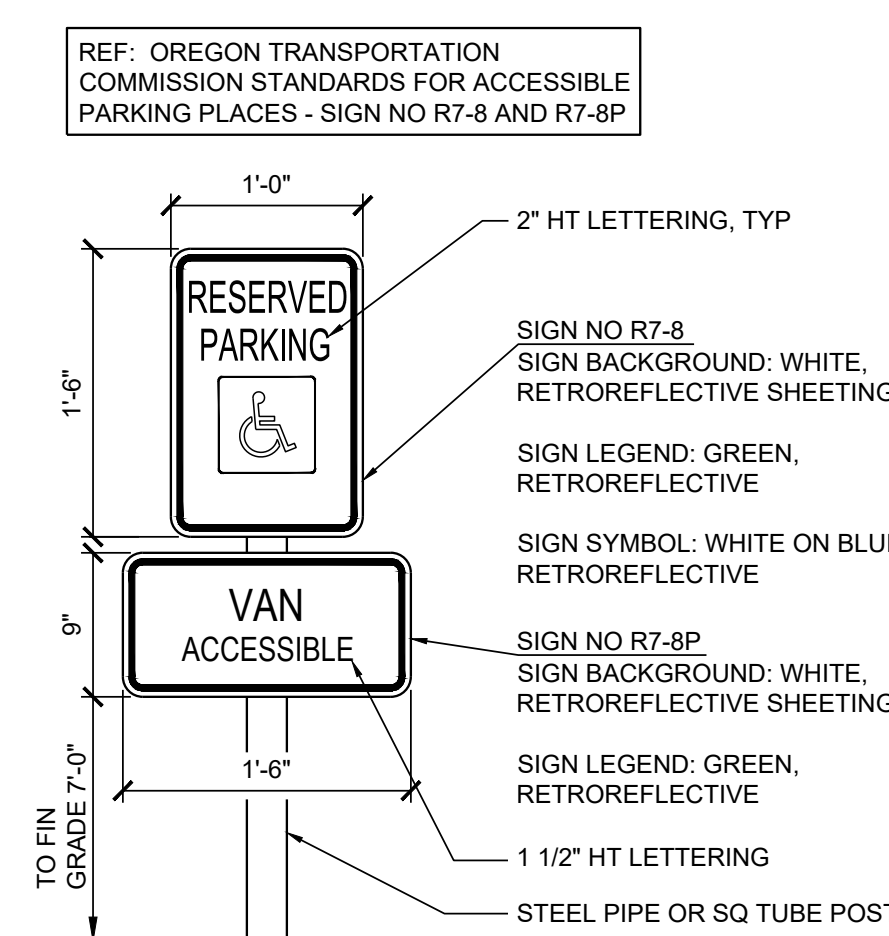 REF: OREGON TRANSPORTATION
COMMISSION STANDARDS FOR ACCESSIBLE
PARKING PLACES - SIGN NO R7-8 AND R7-8P
1'-0"
2" HT LETTERING, TYP
RESERVED
PARKING
1'-6"
SIGN NO R7-8
SIGN BACKGROUND: WHITE,
RETROREFLECTIVE SHEETING
SIGN LEGEND: GREEN,
RETROREFLECTIVE
SIGN SYMBOL: WHITE ON BLUE
RETROREFLECTIVE
VAN
ACCESSIBLE
9"
SIGN NO R7-8P
SIGN BACKGROUND: WHITE,
RETROREFLECTIVE SHEETING
SIGN LEGEND: GREEN,
RETROREFLECTIVE
1'-6"
TO FIN
GRADE 7'-0"
1 1/2" HT LETTERING
STEEL PIPE OR SQ TUBE POST